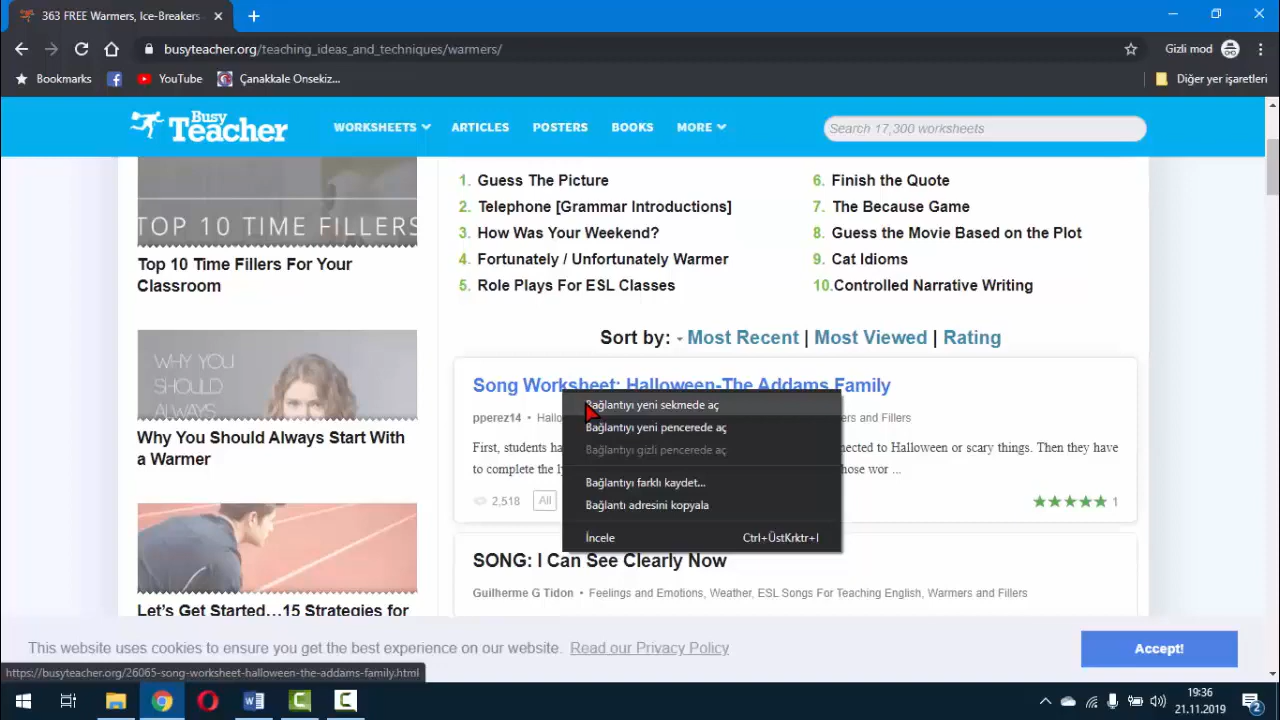 363 FREE Warmers, Ice-Breakers
busyteacher.org/teaching_ideas_and_techniques/warmers/
Gizli mod
Bookmarks
YouTube
Çanakkale Onsekiz...
Diğer yer işaretleri
Busy Teacher
WORKSHEETS
ARTICLES
POSTERS
BOOKS
MORE
Search 17,300 worksheets
TOP 10 TIME FILLERS
Top 10 Time Fillers For Your
Classroom
WHY YOU
SHOULD
ALWAYS
Why You Should Always Start With
a Warmer
Let's Get Started…15 Strategies for
1. Guess The Picture
2. Telephone [Grammar Introductions]
3. How Was Your Weekend?
4. Fortunately / Unfortunately Warmer
5. Role Plays For ESL Classes
6. Finish the Quote
7. The Because Game
8. Guess the Movie Based on the Plot
9. Cat Idioms
10. Controlled Narrative Writing
Sort by: - Most Recent | Most Viewed | Rating
Song Worksheet: Halloween-The Addams Family
pperez14 • Hallo
ers and Fillers
First, students ha
nected to Halloween or scary things. Then they have
to complete the ly
hose wor ...
2,518 All
1
Bağlantıyı yeni sekmede aç
Bağlantıyı yeni pencerede aç
Bağlantıyı gizli pencerede aç
Bağlantıyı farklı kaydet...
Bağlantı adresini kopyala
İncele Ctrl+ÜstKrktr+I
SONG: I Can See Clearly Now
Guilherme G Tidon • Feelings and Emotions, Weather, ESL Songs For Teaching English, Warmers and Fillers
This website uses cookies to ensure you get the best experience on our website. Read our Privacy Policy
Accept!
https://busyteacher.org/26065-song-worksheet-halloween-the-addams-family.html
19:36
21.11.2019
2